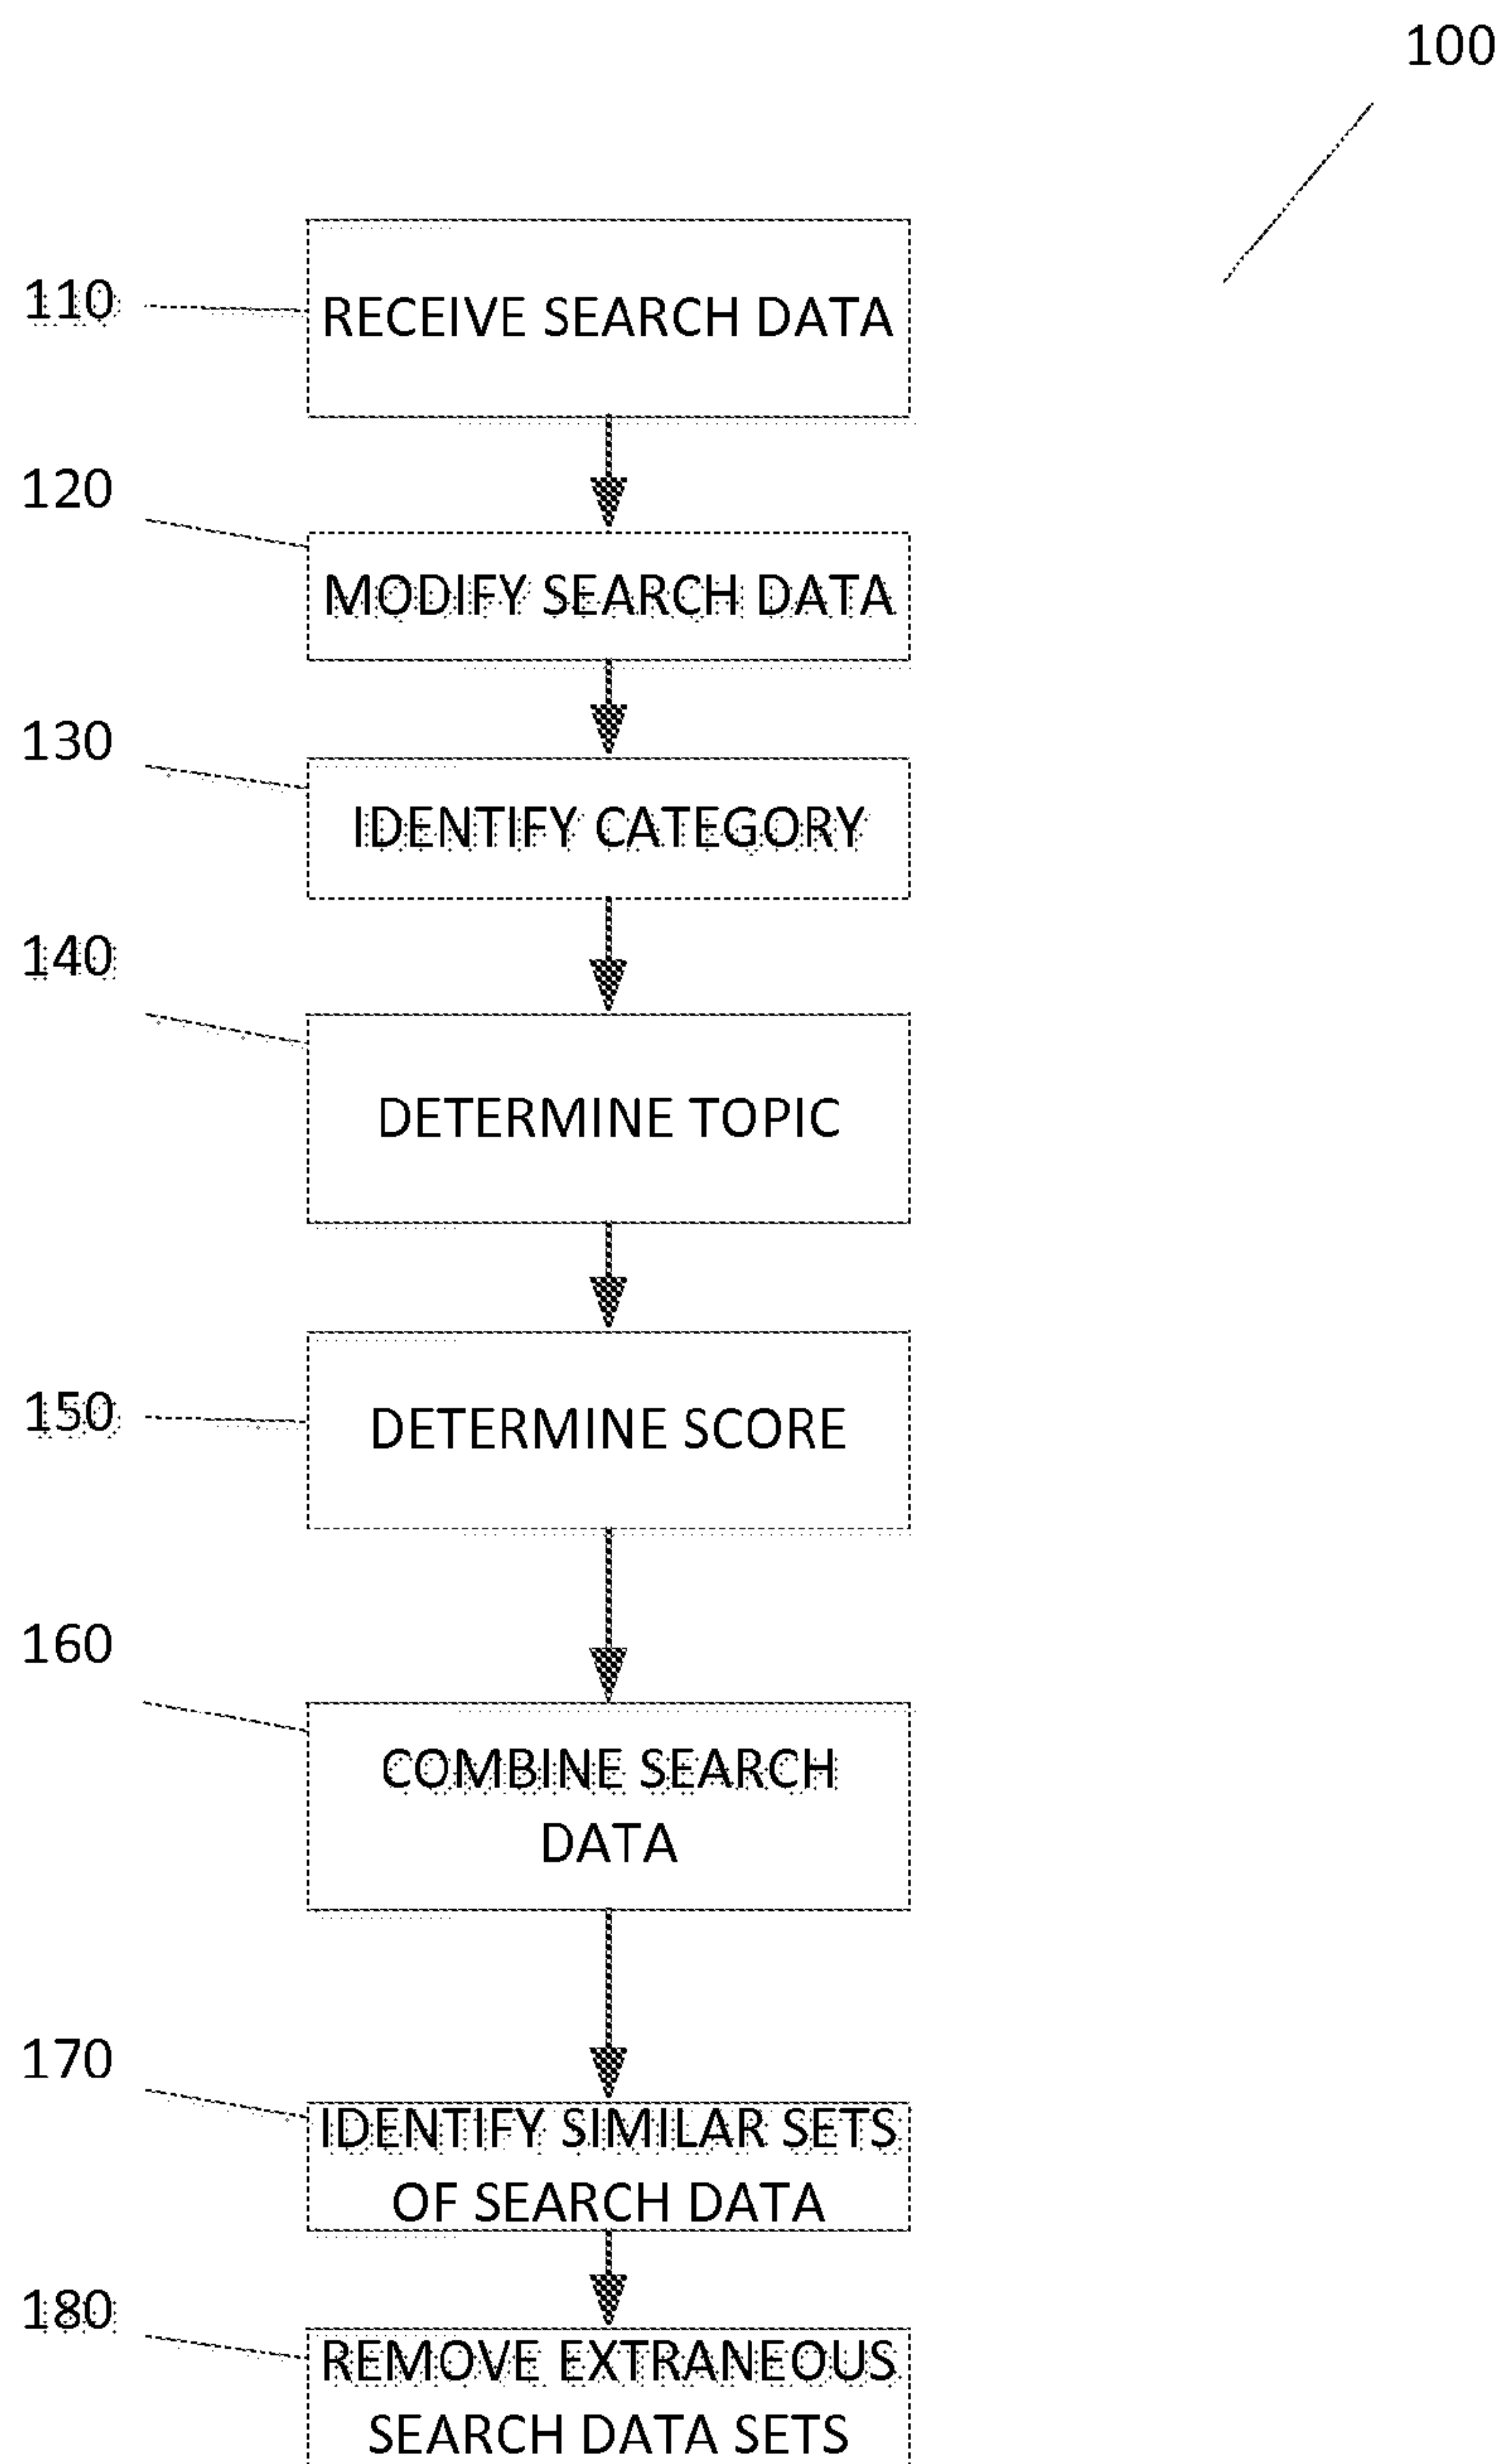 100
110
RECEIVE SEARCH DATA
120
MODIFY SEARCH DATA
130
IDENTIFY CATEGORY
140
DETERMINE TOPIC
150
DETERMINE SCORE
160
COMBINE SEARCH
DATA
170
IDENTIFY SIMILAR SETS
OF SEARCH DATA
180
REMOVE EXTRANEOUS
SEARCH DATA SETS